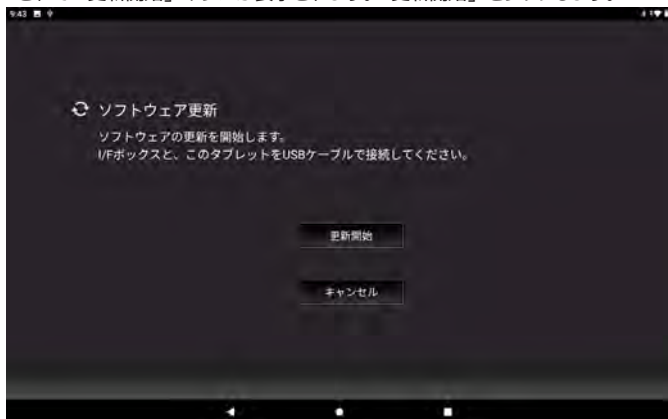 9:43
ソフトウェア更新
ソフトウェアの更新を開始します。
I/Fボックスと、このタブレットをUSBケーブルで接続してください。
更新開始
キャンセル